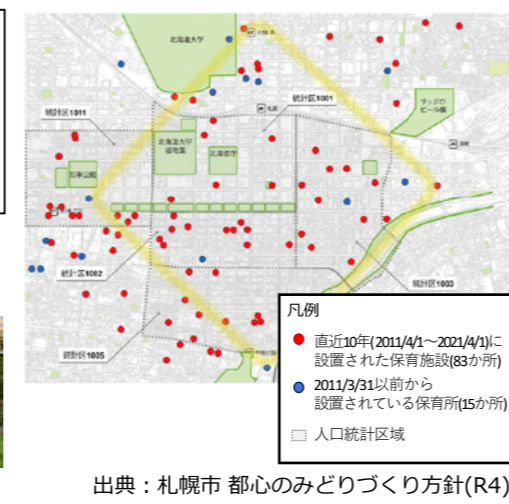 北海道大学
札幌
統計区1001
統計区1011
サッポロ
ビール園
北海道大学
植物園
北海道庁
知事公館
統計区1002
統計区1003
統計区1005
凡例
直近10年(2011/4/1～2021/4/1)に
設置された保育施設(83か所)
2011/3/31以前から
設置されている保育所(15か所)
人口統計区域
出典：札幌市 都心のみどりづくり方針(R4)